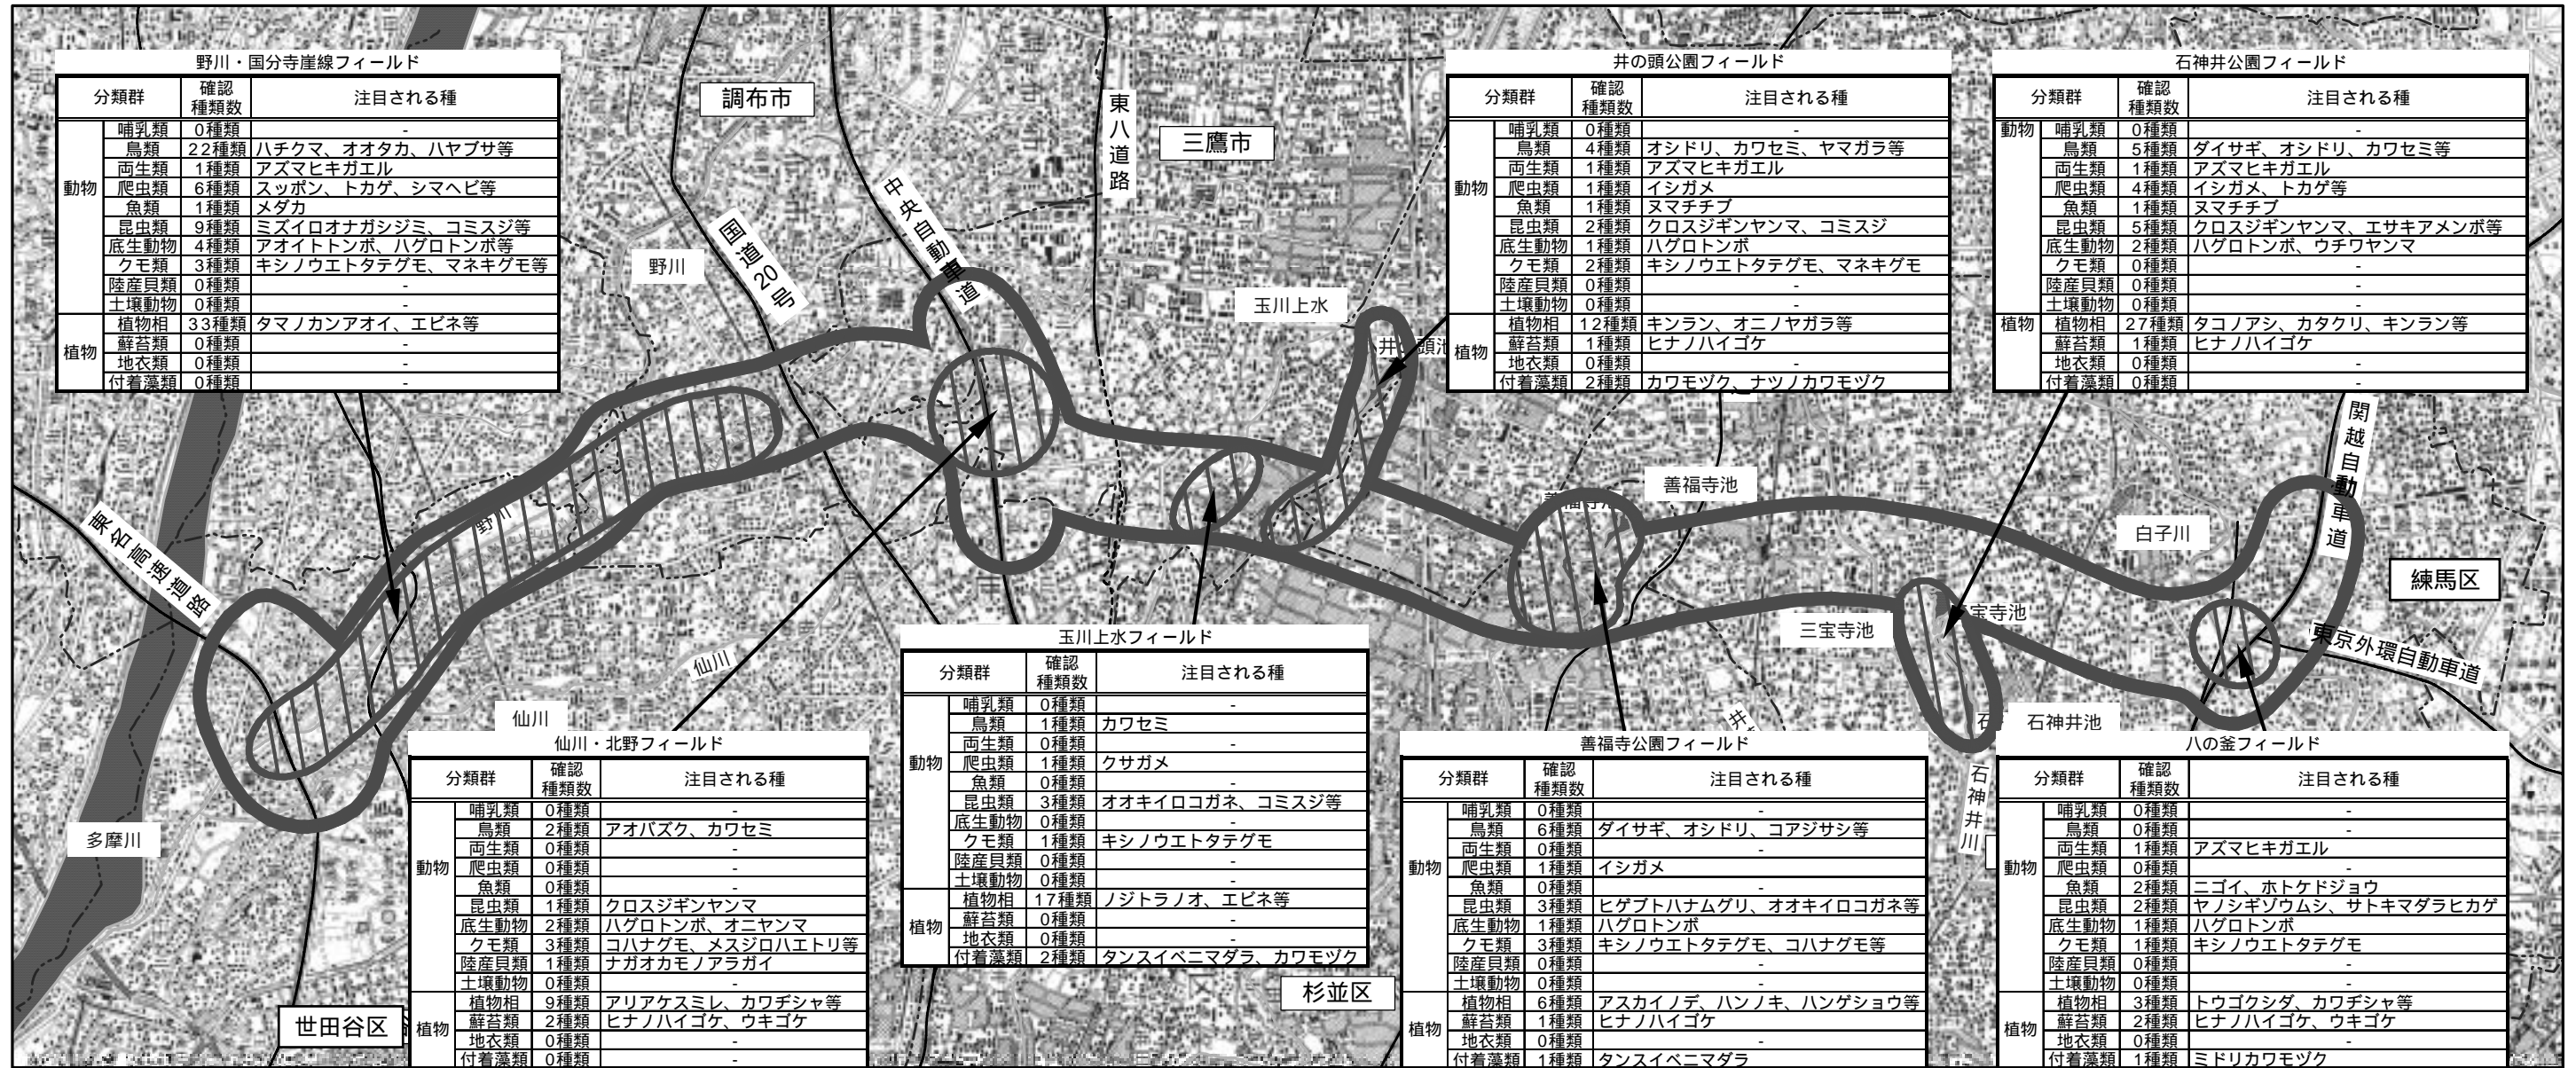 野川・国分寺崖線フィールド
分類群 確認種類数 注目される種
動物
哺乳類 0種類 -
鳥類 22種類 ハチクマ、オオタカ、ハヤブサ等
両生類 1種類 アズマヒキガエル
爬虫類 6種類 スッポン、トカゲ、シマヘビ等
魚類 1種類 メダカ
昆虫類 9種類 ミズイロオナガシジミ、コミスジ等
底生動物 4種類 アオイトトンボ、ハグロトンボ等
クモ類 3種類 キシノウエトタテグモ、マネキグモ等
陸産貝類 0種類 -
土壌動物 0種類 -
植物
植物相 33種類 タマノカンアオイ、エビネ等
蘚苔類 0種類 -
地衣類 0種類 -
付着藻類 0種類 -
井の頭公園フィールド
分類群 確認種類数 注目される種
動物
哺乳類 0種類 -
鳥類 4種類 オシドリ、カワセミ、ヤマガラ等
両生類 1種類 アズマヒキガエル
爬虫類 1種類 イシガメ
魚類 1種類 ヌマチチブ
昆虫類 2種類 クロスジギンヤンマ、コミスジ
底生動物 1種類 ハグロトンボ
クモ類 2種類 キシノウエトタテグモ、マネキグモ
陸産貝類 0種類 -
土壌動物 0種類 -
植物
植物相 12種類 キンラン、オニノヤガラ等
蘚苔類 1種類 ヒナノハイゴケ
地衣類 0種類 -
付着藻類 2種類 カワモヅク、ナツノカワモヅク
石神井公園フィールド
分類群 確認種類数 注目される種
動物
哺乳類 0種類 -
鳥類 5種類 ダイサギ、オシドリ、カワセミ等
両生類 1種類 アズマヒキガエル
爬虫類 4種類 イシガメ、トカゲ等
魚類 1種類 ヌマチチブ
昆虫類 5種類 クロスジギンヤンマ、エサキアメンボ等
底生動物 2種類 ハグロトンボ、ウチワヤンマ
クモ類 0種類 -
陸産貝類 0種類 -
土壌動物 0種類 -
植物
植物相 27種類 タコノアシ、カタクリ、キンラン等
蘚苔類 1種類 ヒナノハイゴケ
地衣類 0種類 -
付着藻類 0種類 -
調布市
三鷹市
東八道路
中央自動車道
国道20号
野川
玉川上水
井の頭池
善福寺池
善福寺池
白子川
関越自動車道
練馬区
東京外環自動車道
東名高速道路
野川
仙川
仙川
多摩川
世田谷区
三宝寺池
宝寺池
石神井池
石神井川
杉並区
仙川・北野フィールド
分類群 確認種類数 注目される種
動物
哺乳類 0種類 -
鳥類 2種類 アオバズク、カワセミ
両生類 0種類 -
爬虫類 0種類 -
魚類 0種類 -
昆虫類 1種類 クロスジギンヤンマ
底生動物 2種類 ハグロトンボ、オニヤンマ
クモ類 3種類 コハナグモ、メスジロハエトリ等
陸産貝類 1種類 ナガオカモノアラガイ
土壌動物 0種類 -
植物
植物相 9種類 アリアケスミレ、カワヂシャ等
蘚苔類 2種類 ヒナノハイゴケ、ウキゴケ
地衣類 0種類 -
付着藻類 0種類 -
玉川上水フィールド
分類群 確認種類数 注目される種
動物
哺乳類 0種類 -
鳥類 1種類 カワセミ
両生類 0種類 -
爬虫類 1種類 クサガメ
魚類 0種類 -
昆虫類 3種類 オオキイロコガネ、コミスジ等
底生動物 0種類 -
クモ類 1種類 キシノウエトタテグモ
陸産貝類 0種類 -
土壌動物 0種類 -
植物
植物相 17種類 ノジトラノオ、エビネ等
蘚苔類 0種類 -
地衣類 0種類 -
付着藻類 2種類 タンスイベニマダラ、カワモヅク
善福寺公園フィールド
分類群 確認種類数 注目される種
動物
哺乳類 0種類 -
鳥類 6種類 ダイサギ、オシドリ、コアジサシ等
両生類 0種類 -
爬虫類 1種類 イシガメ
魚類 0種類 -
昆虫類 3種類 ヒゲブトハナムグリ、オオキイロコガネ等
底生動物 1種類 ハグロトンボ
クモ類 3種類 キシノウエトタテグモ、コハナグモ等
陸産貝類 0種類 -
土壌動物 0種類 -
植物
植物相 6種類 アスカイノデ、ハンノキ、ハンゲショウ等
蘚苔類 1種類 ヒナノハイゴケ
地衣類 0種類 -
付着藻類 1種類 タンスイベニマダラ
八の釜フィールド
分類群 確認種類数 注目される種
動物
哺乳類 0種類 -
鳥類 0種類 -
両生類 1種類 アズマヒキガエル
爬虫類 0種類 -
魚類 2種類 ニゴイ、ホトケドジョウ
昆虫類 2種類 ヤノシギゾウムシ、サトキマダラヒカゲ
底生動物 1種類 ハグロトンボ
クモ類 1種類 キシノウエトタテグモ
陸産貝類 0種類 -
土壌動物 0種類 -
植物
植物相 3種類 トウゴクシダ、カワヂシャ等
蘚苔類 2種類 ヒナノハイゴケ、ウキゴケ
地衣類 0種類 -
付着藻類 1種類 ミドリカワモヅク